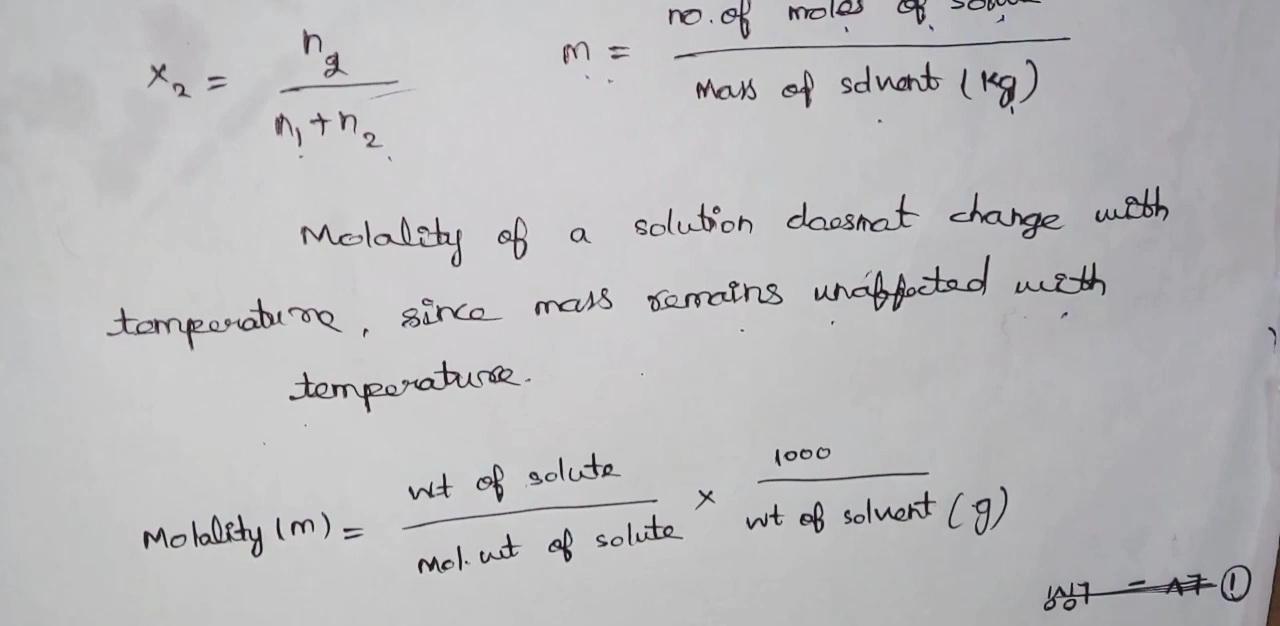 x₂ = n₂ / (n₁ + n₂)
m = no. of moles of / Mass of solvent (Kg)
Molality of a solution doesnot change with
temperature, since mass remains unaffected with
temperature.
Molality (m) = wt of solute / Mol. wt of solute × 1000 / wt of solvent (g)
①